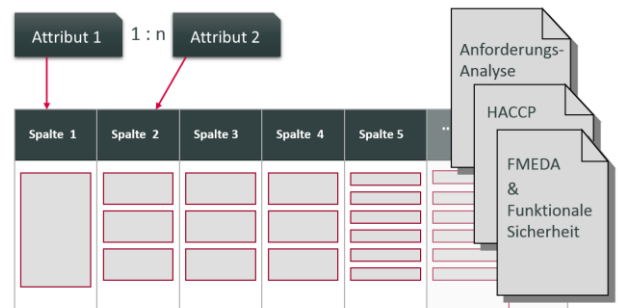 Attribut 1
1 : n
Attribut 2
Anforderungs-
Analyse
HACCP
FMEDA
&
Funktionale
Sicherheit
Spalte 1
Spalte 2
Spalte 3
Spalte 4
Spalte 5
..